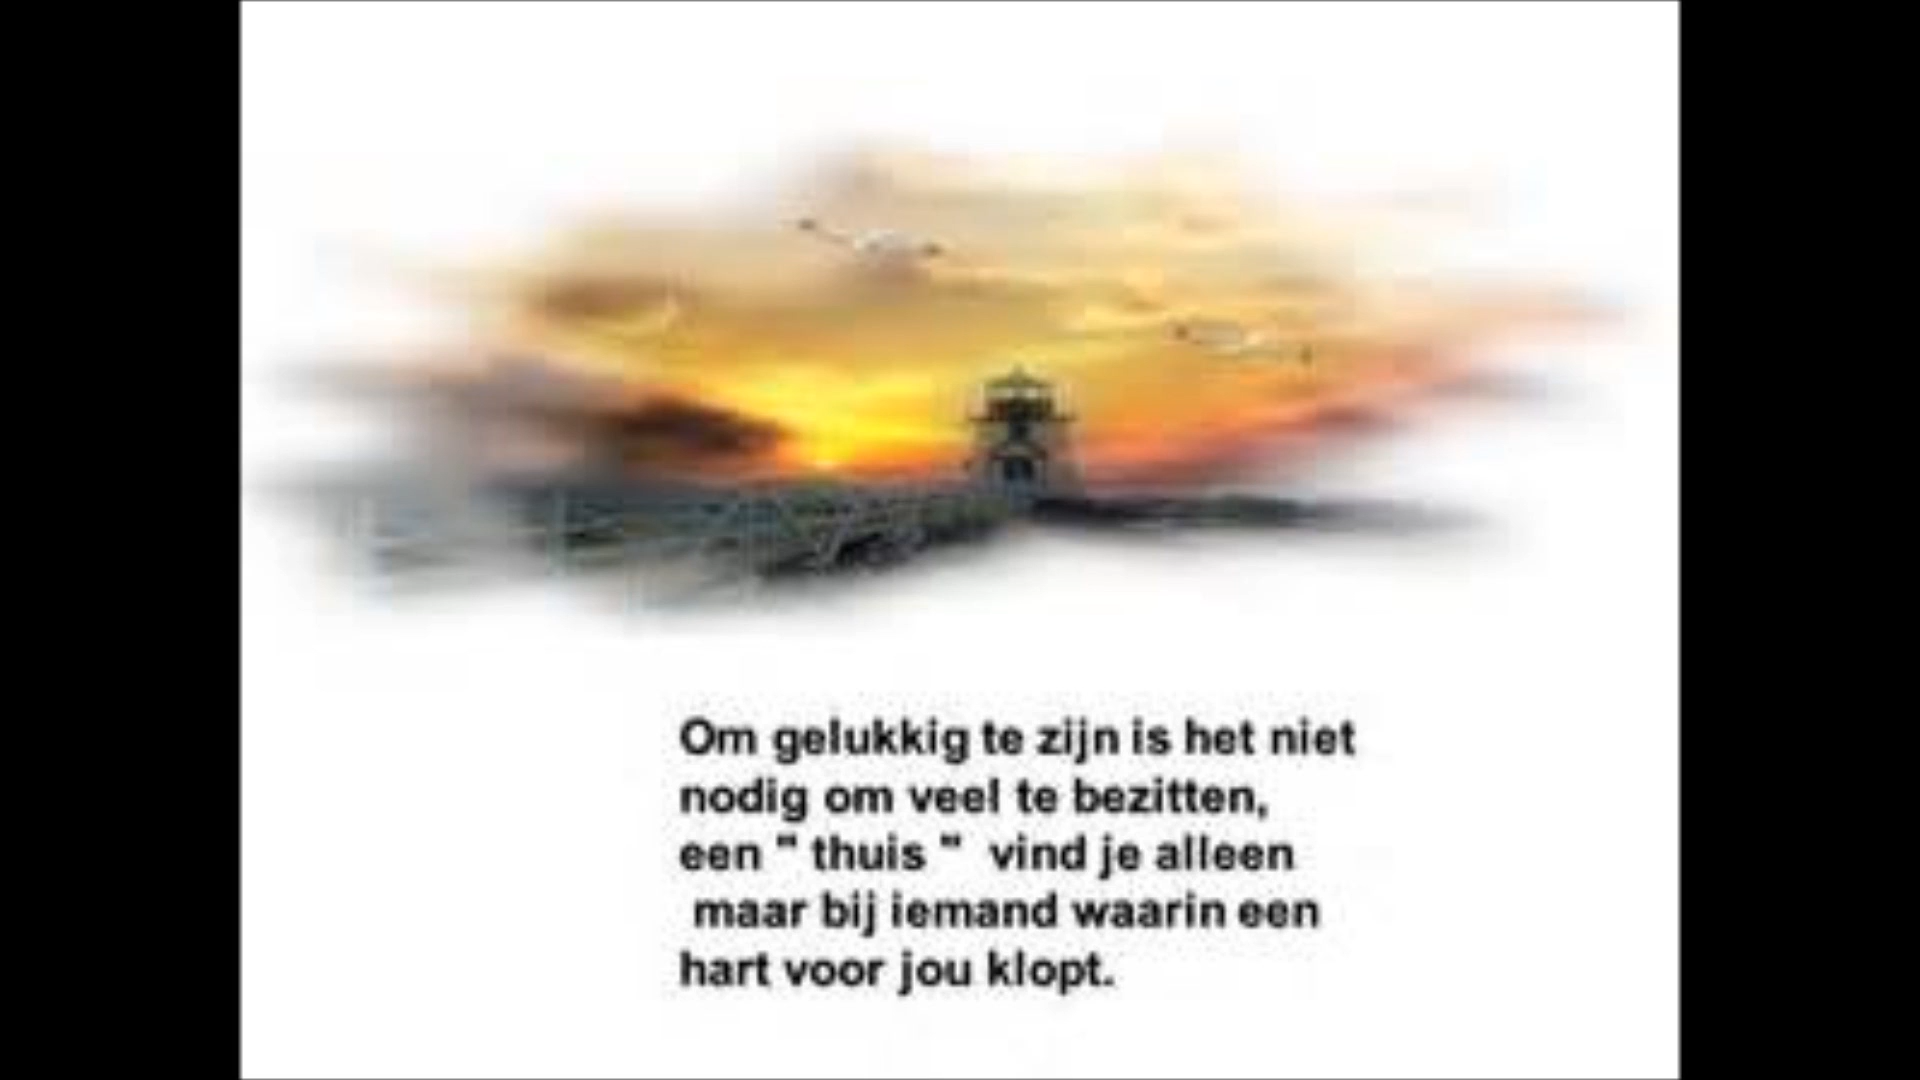 Om gelukkig te zijn is het niet
nodig om veel te bezitten,
een " thuis " vind je alleen
maar bij iemand waarin een
hart voor jou klopt.